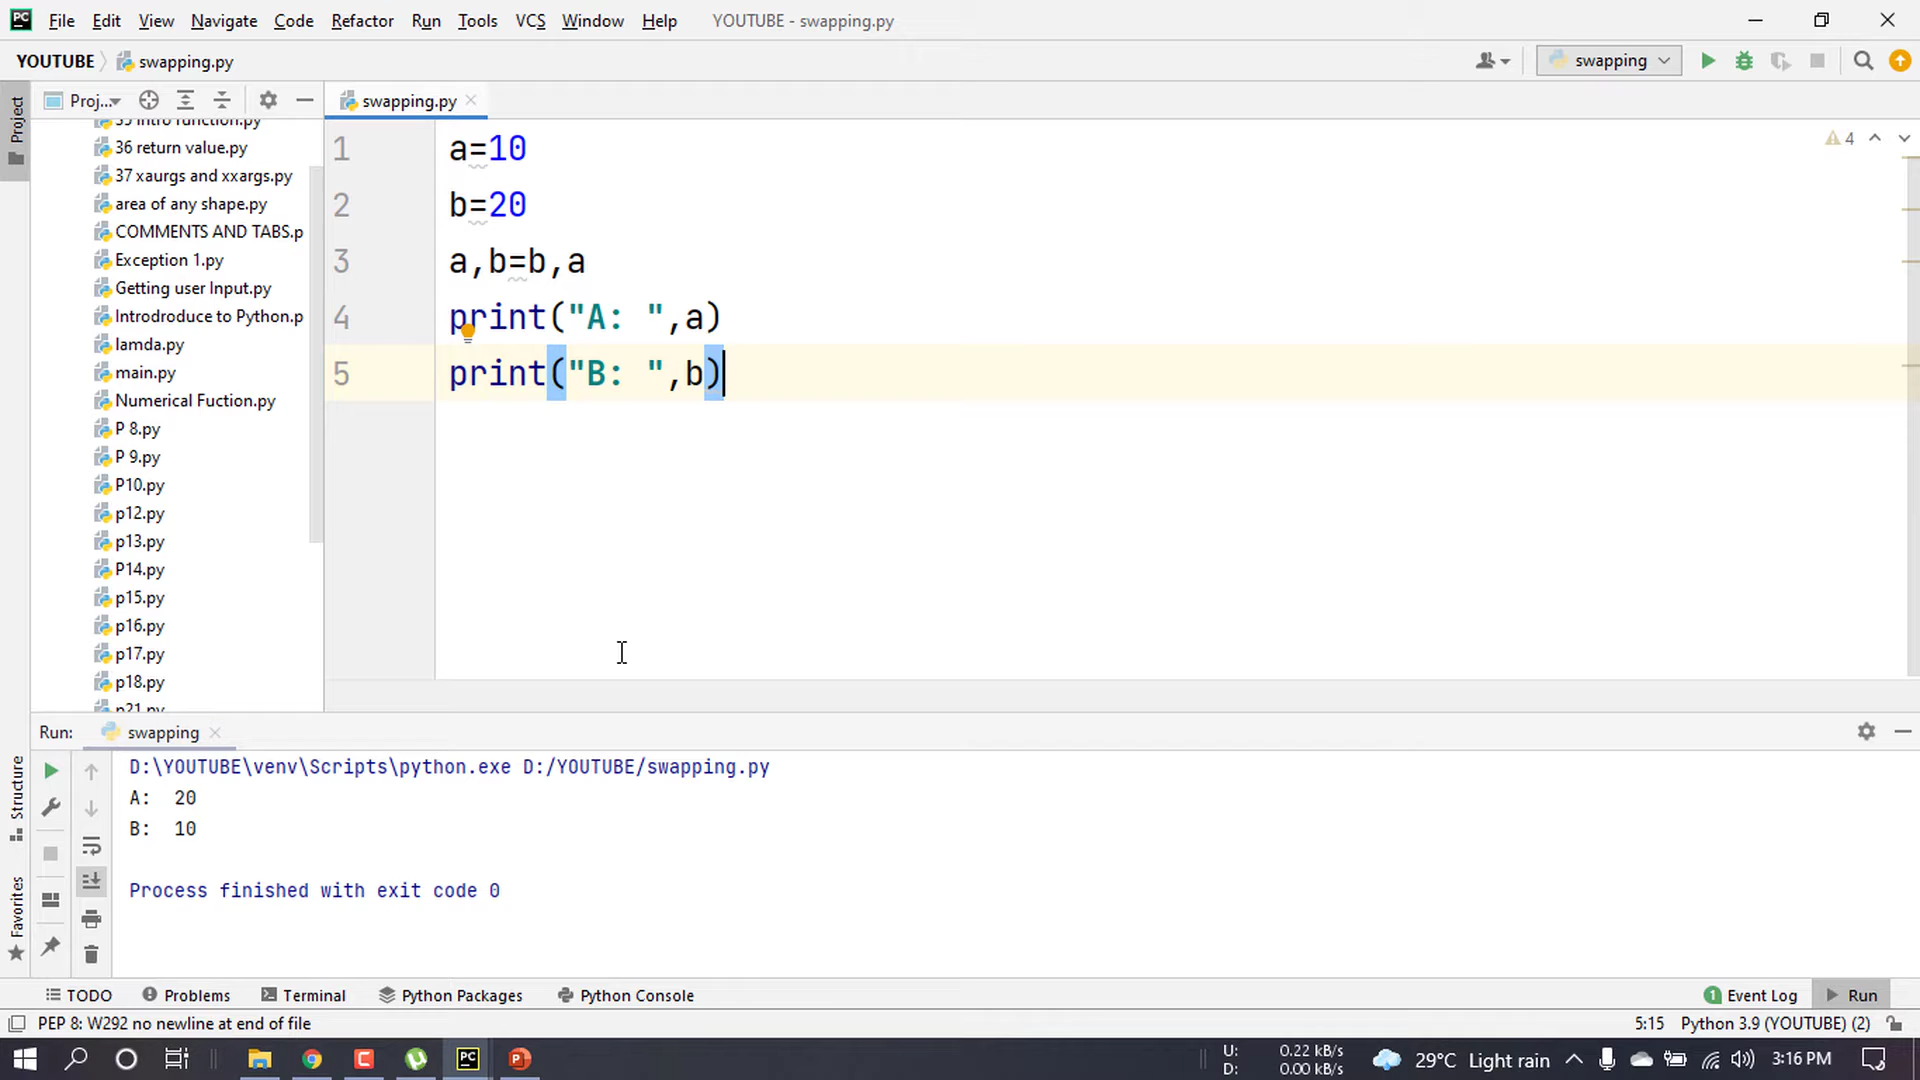 File Edit View Navigate Code Refactor Run Tools VCS Window Help YOUTUBE - swapping.py
YOUTUBE swapping.py swapping
Project
Proj...
swapping.py
35 intro function.py
36 return value.py
37 xaurgs and xxargs.py
area of any shape.py
COMMENTS AND TABS.p
Exception 1.py
Getting user Input.py
Introdroduce to Python.p
lamda.py
main.py
Numerical Fuction.py
P 8.py
P 9.py
P10.py
p12.py
p13.py
P14.py
p15.py
p16.py
p17.py
p18.py
p21.py
1 a=10
2 b=20
3 a,b=b,a
4 print("A: ",a)
5 print("B: ",b)
4
Run: swapping
D:\YOUTUBE\venv\Scripts\python.exe D:/YOUTUBE/swapping.py
A:  20
B:  10
Process finished with exit code 0
Structure
Favorites
TODO Problems Terminal Python Packages Python Console 1 Event Log Run
PEP 8: W292 no newline at end of file 5:15 Python 3.9 (YOUTUBE) (2)
U: 0.22 kB/s
D: 0.00 kB/s
29°C Light rain 3:16 PM